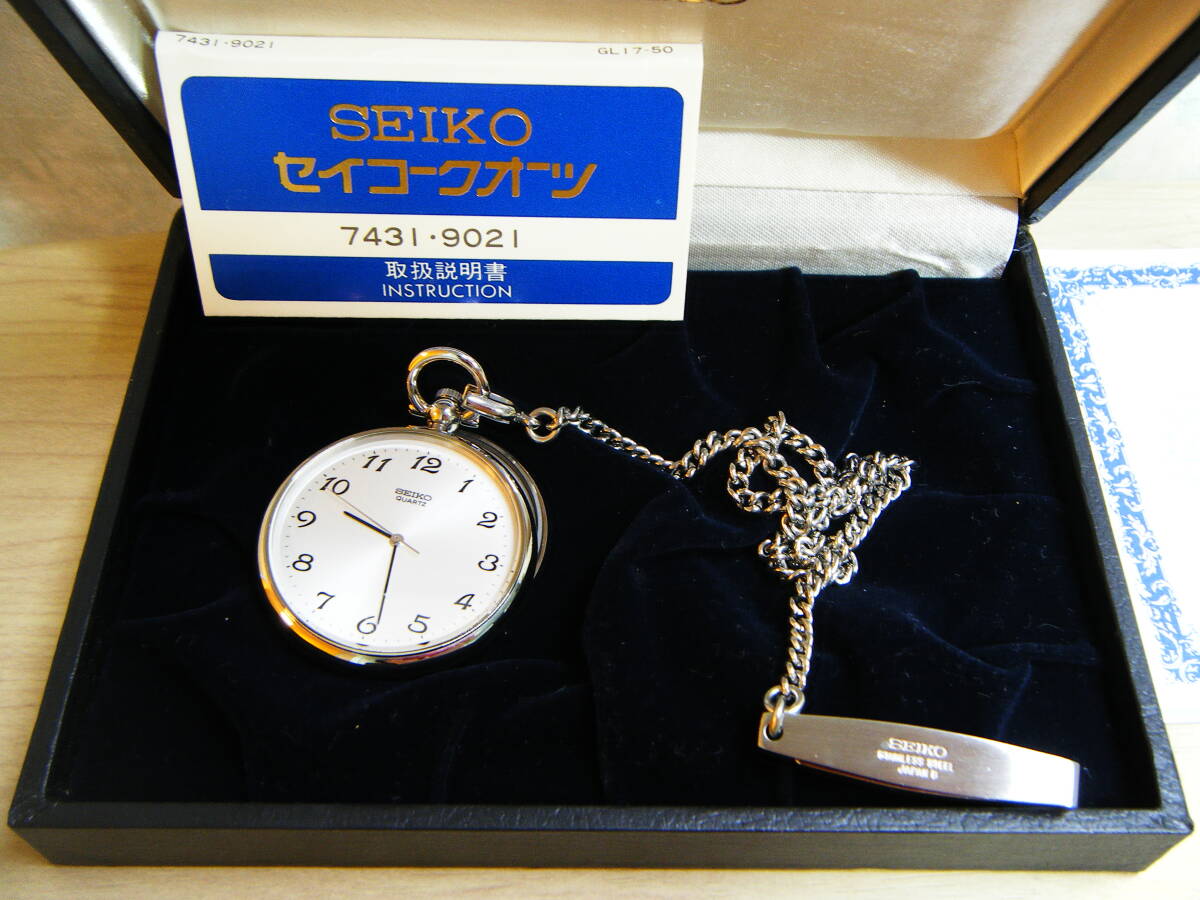 7431・9021
GL17-50
SEIKO
セイコークオーツ
7431・9021
取扱説明書
INSTRUCTION
11 12 1
10 2
9 3
8 4
7 6 5
SEIKO
QUARTZ
SEIKO
STAINLESS STEEL
JAPAN